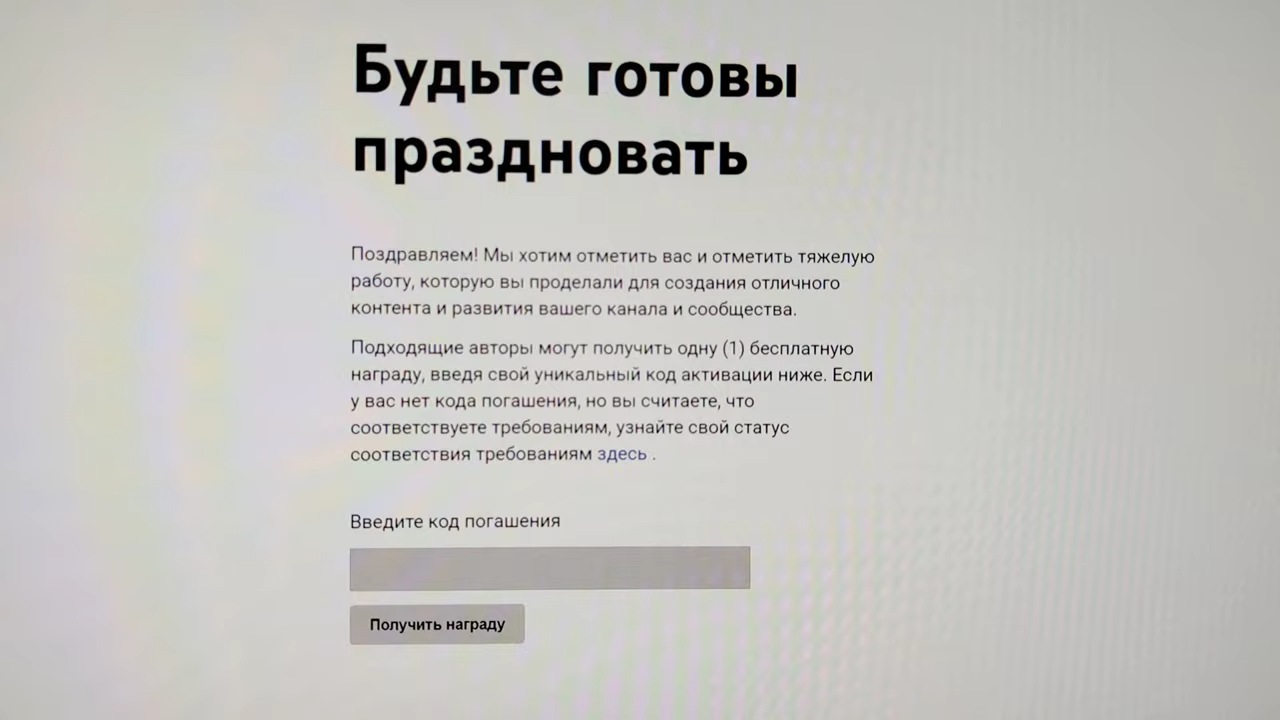 Будьте готовы
праздновать
Поздравляем! Мы хотим отметить вас и отметить тяжелую
работу, которую вы проделали для создания отличного
контента и развития вашего канала и сообщества.
Подходящие авторы могут получить одну (1) бесплатную
награду, введя свой уникальный код активации ниже. Если
у вас нет кода погашения, но вы считаете, что
соответствуете требованиям, узнайте свой статус
соответствия требованиям здесь .
Введите код погашения
Получить награду